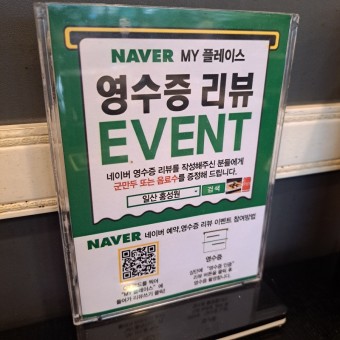 NAVER MY 플레이스
영수증 리뷰
EVENT
네이버 영수증 리뷰를 작성해주신 분들에게
군만두 또는 음료수를 증정해 드립니다.
일산 홍성원 검색
NAVER 네이버 예약,영수증 리뷰 이벤트 참여방법
영수증